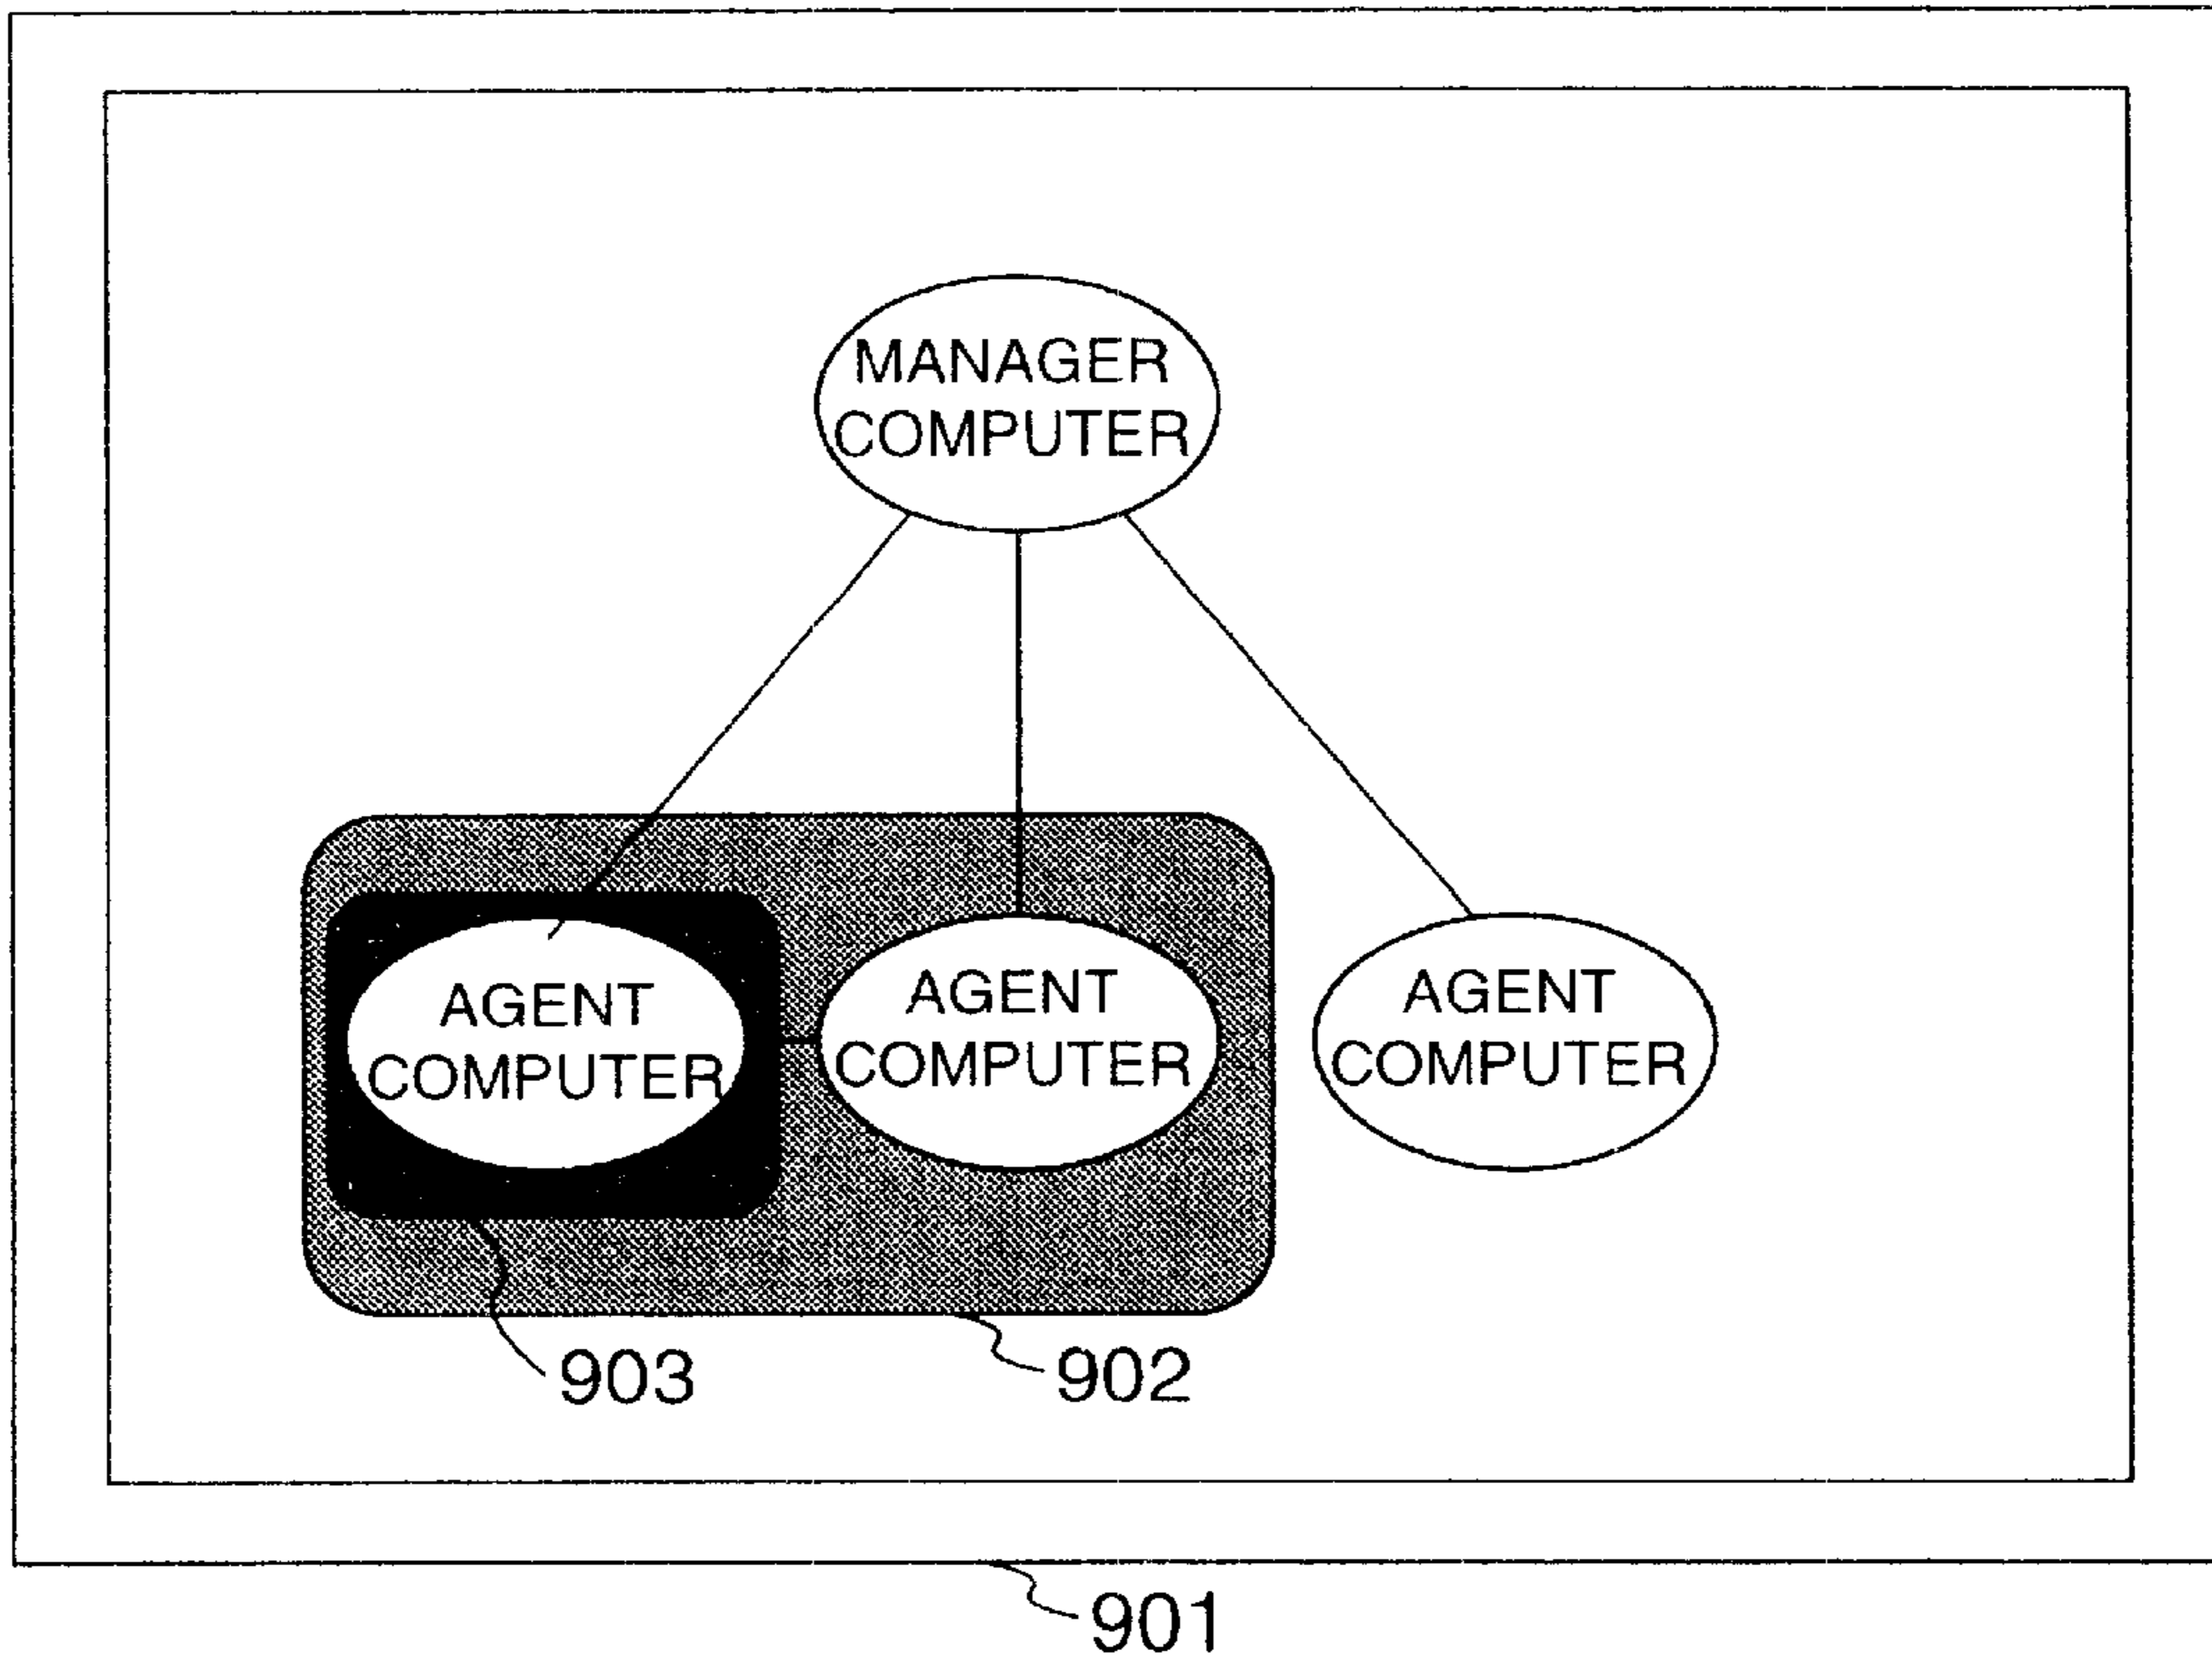 MANAGER
COMPUTER
AGENT
COMPUTER
AGENT
COMPUTER
AGENT
COMPUTER
903
902
901